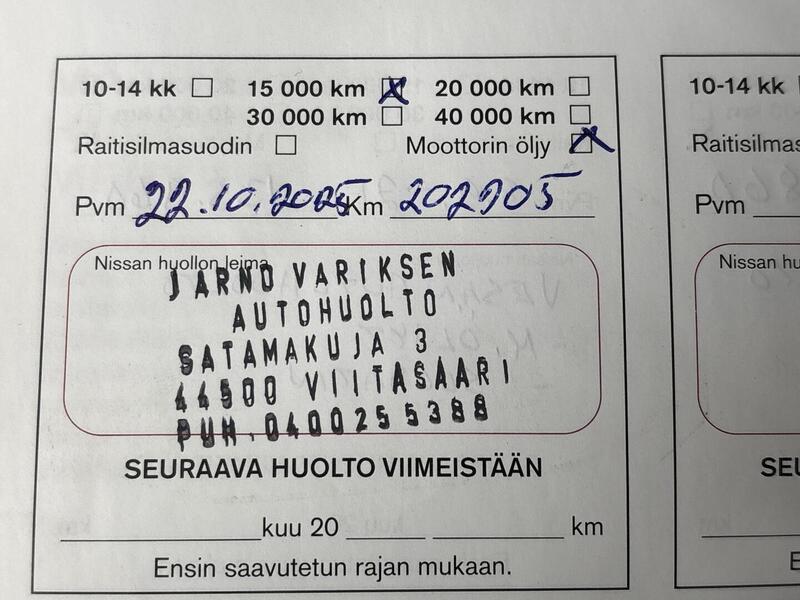 10-14 kk 15 000 km 20 000 km
30 000 km 40 000 km
Raitisilmasuodin Moottorin öljy
Pvm 22.10.2025 Km 202905
Nissan huollon leima
JARNO VARIKSEN
AUTOHUOLTO
SATAMAKUJA 3
44500 VIITASAARI
PUH.0400255388
SEURAAVA HUOLTO VIIMEISTÄÄN
kuu 20 km
Ensin saavutetun rajan mukaan.
10-14 kk
Raitisilmas
Pvm
Nissan hu
SEU
E